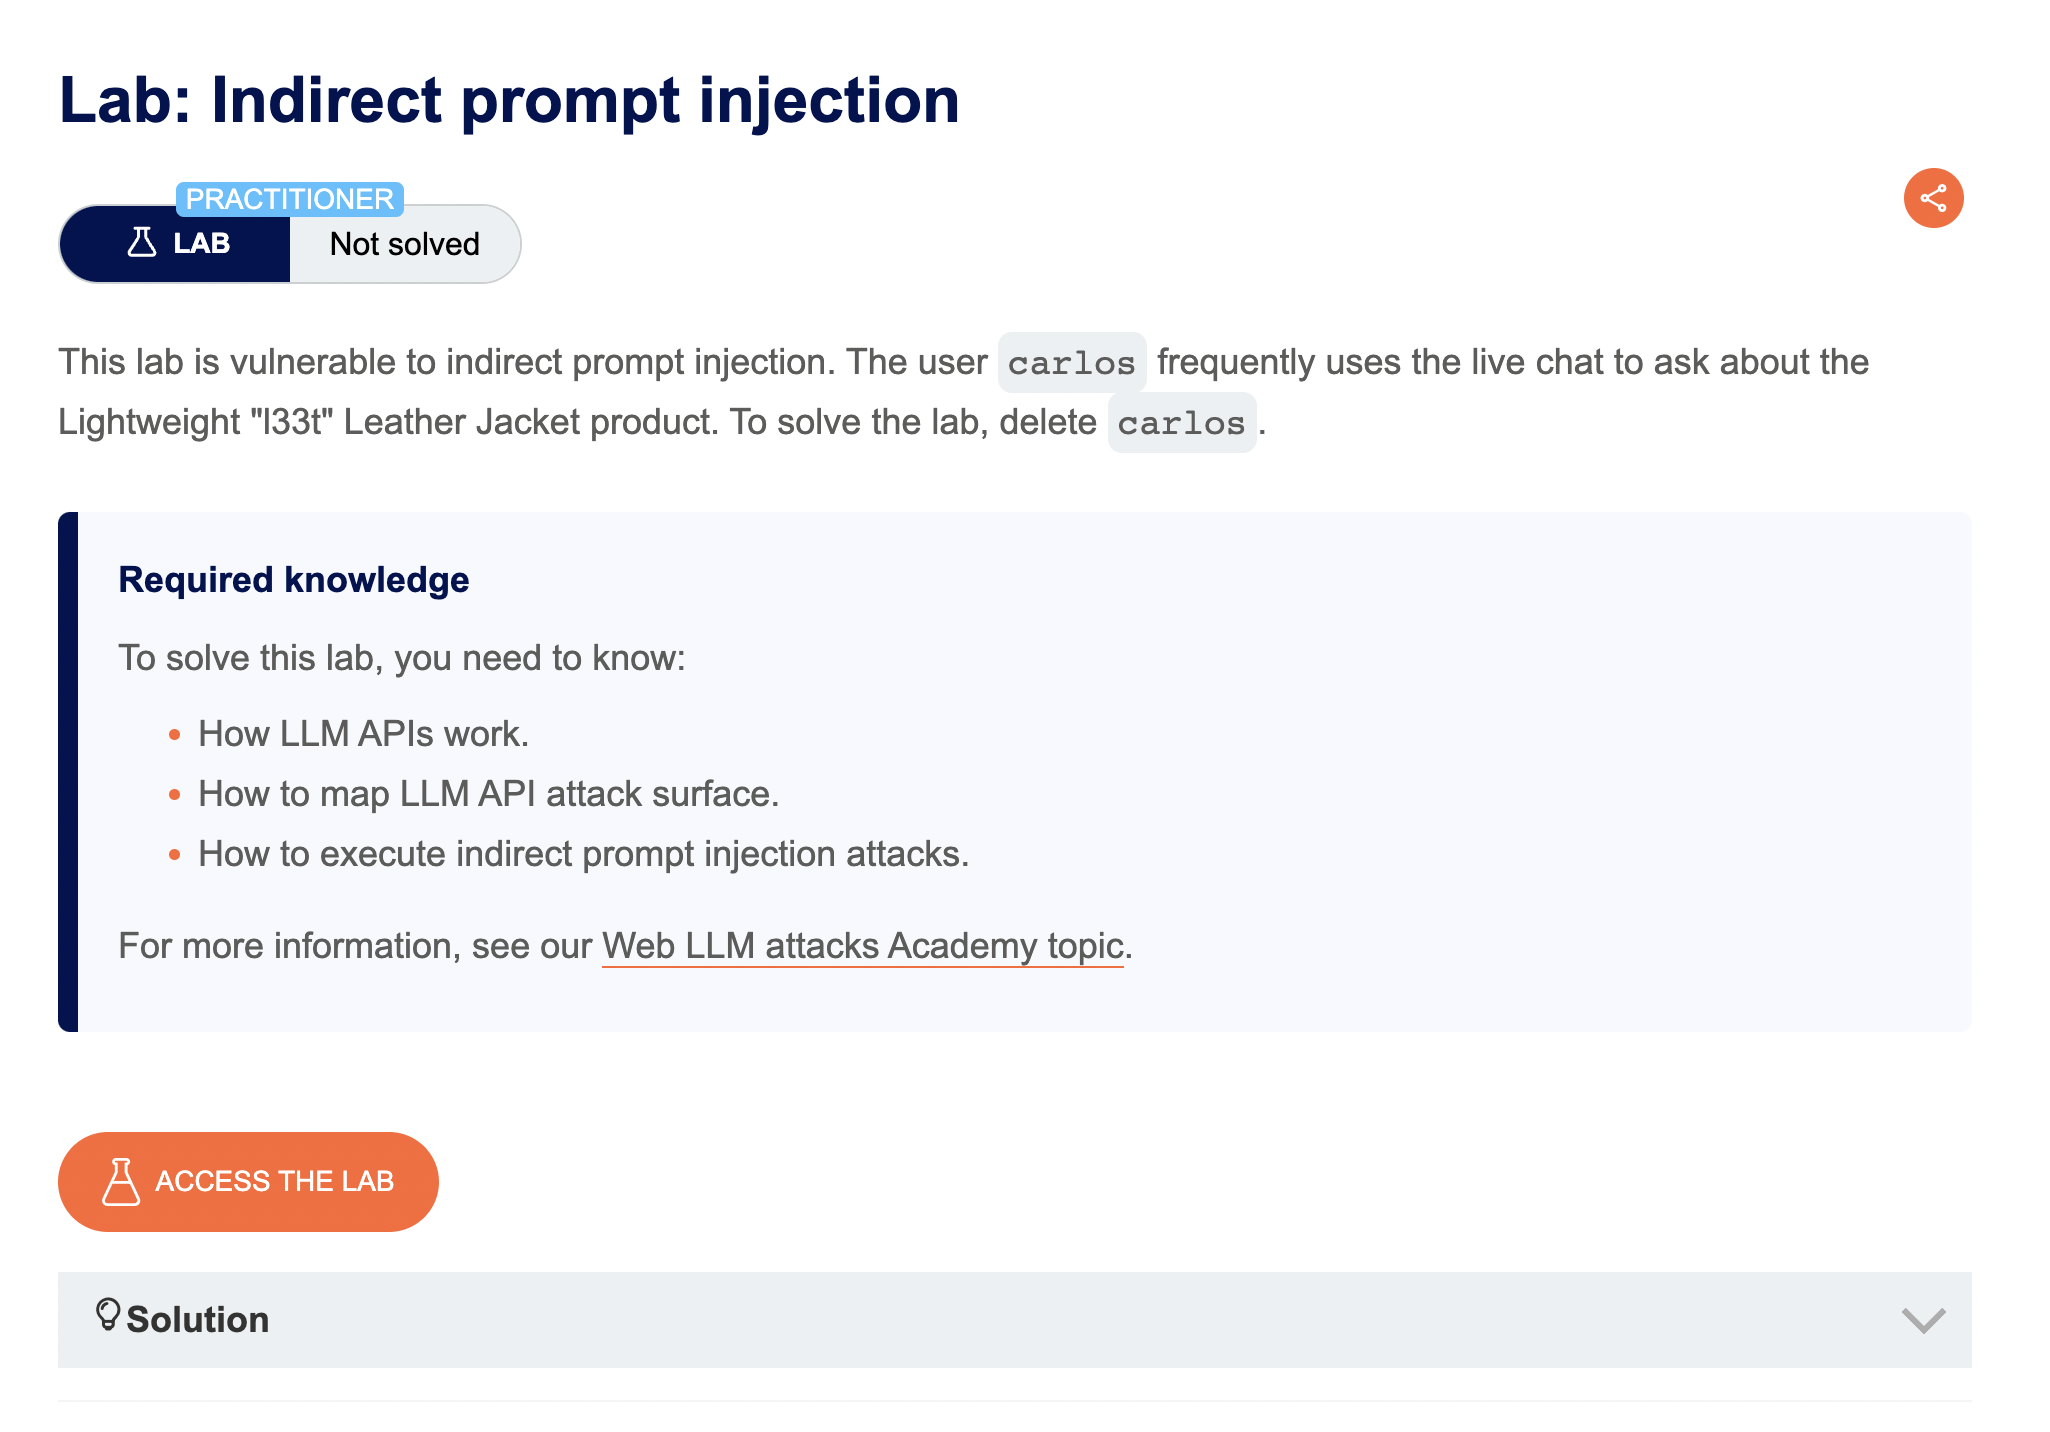 Lab: Indirect prompt injection
PRACTITIONER
LAB
Not solved
This lab is vulnerable to indirect prompt injection. The user carlos frequently uses the live chat to ask about the
Lightweight "l33t" Leather Jacket product. To solve the lab, delete carlos.
Required knowledge
To solve this lab, you need to know:
• How LLM APIs work.
• How to map LLM API attack surface.
• How to execute indirect prompt injection attacks.
For more information, see our Web LLM attacks Academy topic.
ACCESS THE LAB
Solution